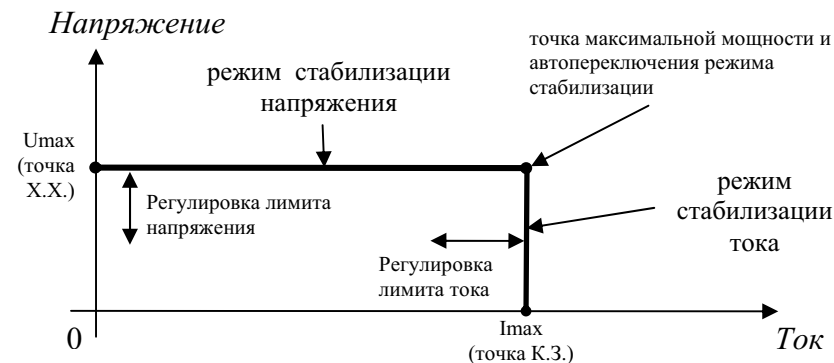 Напряжение
точка максимальной мощности и
автопереключения режима
стабилизации
режим стабилизации
напряжения
Umax
(точка
Х.Х.)
Регулировка лимита
напряжения
режим
стабилизации
тока
Регулировка
лимита тока
0
Imax
(точка К.З.)
Ток